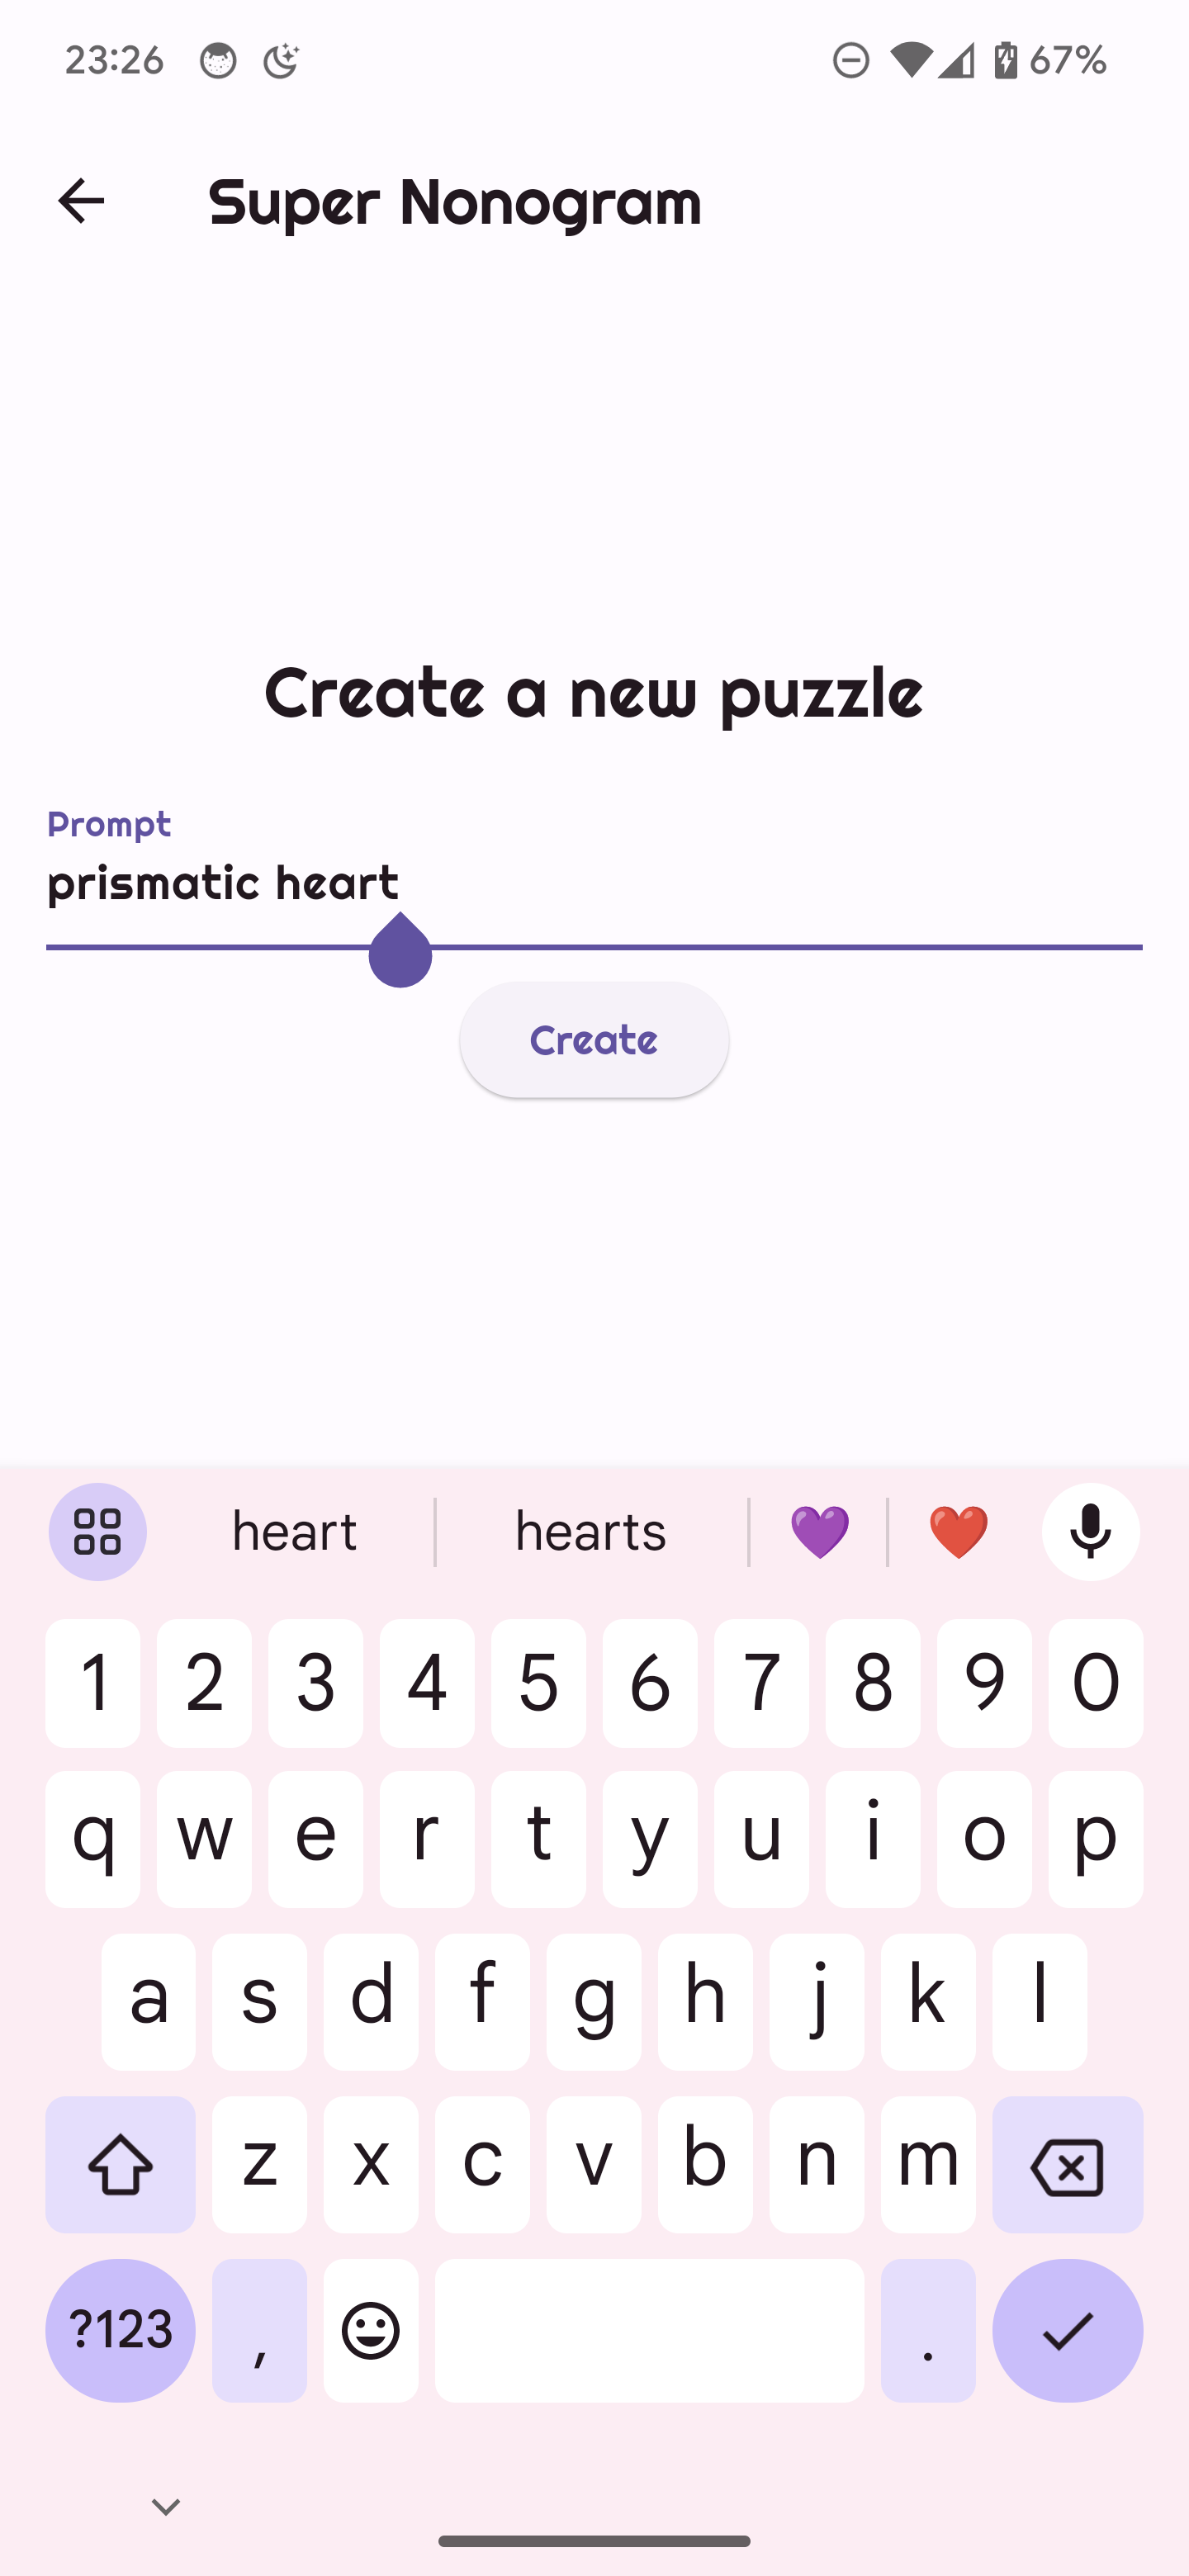 23:26 67%
Super Nonogram
Create a new puzzle
Prompt
prismatic heart
Create
heart hearts 💜 ❤️
1 2 3 4 5 6 7 8 9 0
q w e r t y u i o p
a s d f g h j k l
z x c v b n m
?123 , .